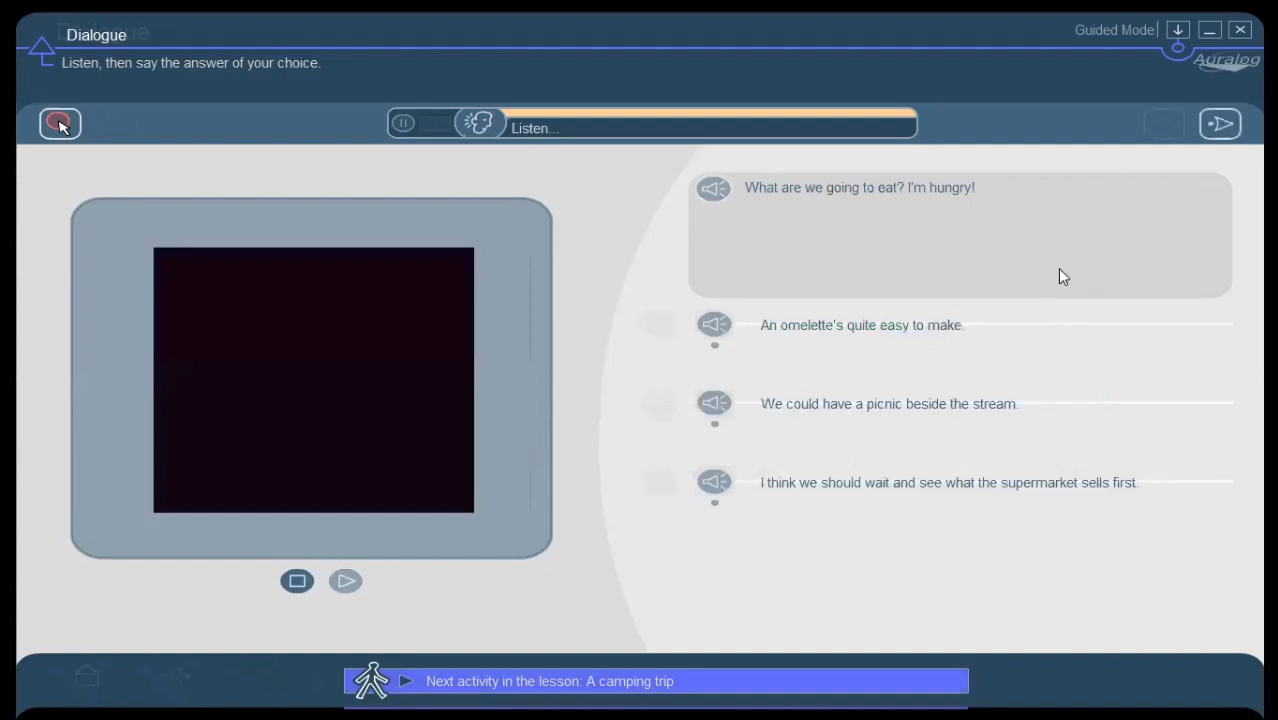 Dialogue
Guided Mode
Listen, then say the answer of your choice.
Auralog
Listen...
What are we going to eat? I'm hungry!
An omelette's quite easy to make.
We could have a picnic beside the stream.
I think we should wait and see what the supermarket sells first.
Next activity in the lesson: A camping trip